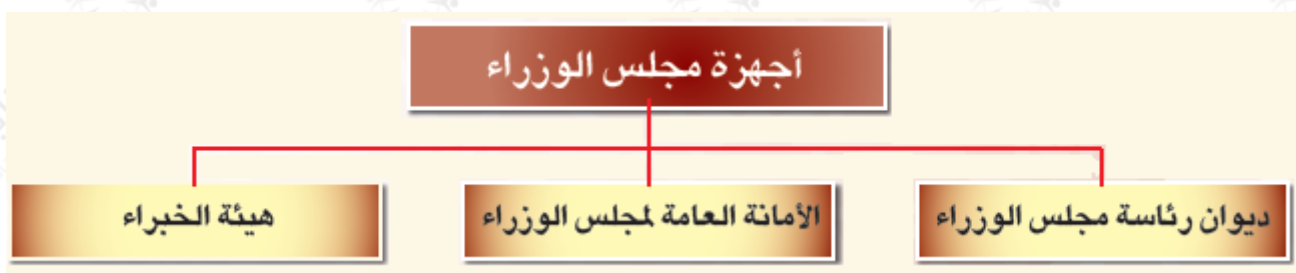 أجهزة مجلس الوزراء
ديوان رئاسة مجلس الوزراء
الأمانة العامة لمجلس الوزراء
هيئة الخبراء